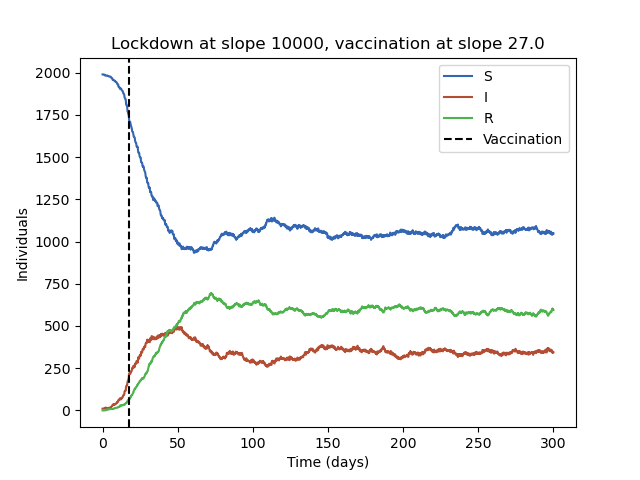 Lockdown at slope 10000, vaccination at slope 27.0
S
I
R
Vaccination
Individuals
2000
1750
1500
1250
1000
750
500
250
0
0 50 100 150 200 250 300
Time (days)